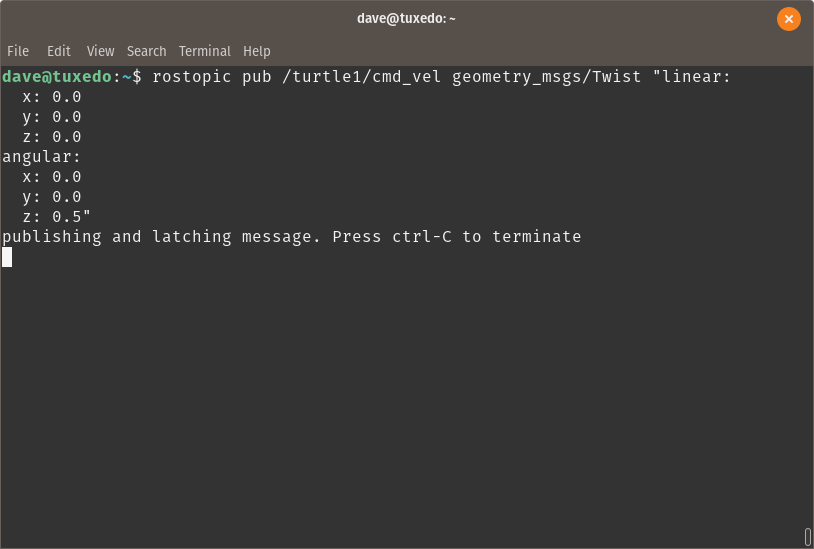 dave@tuxedo: ~
File Edit View Search Terminal Help
dave@tuxedo:~$ rostopic pub /turtle1/cmd_vel geometry_msgs/Twist "linear:
  x: 0.0
  y: 0.0
  z: 0.0
angular:
  x: 0.0
  y: 0.0
  z: 0.5"
publishing and latching message. Press ctrl-C to terminate